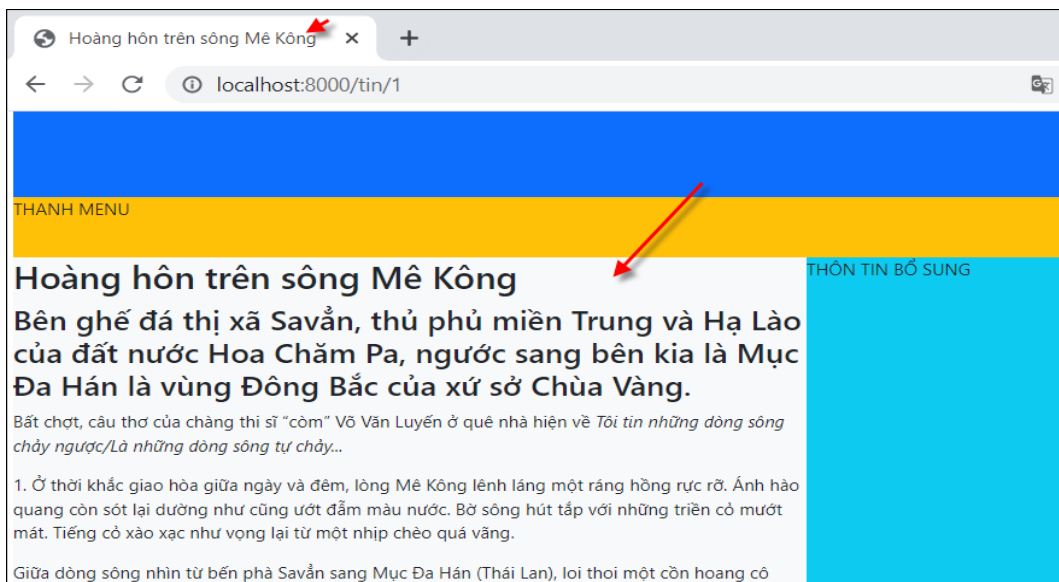 Hoàng hôn trên sông Mê Kông
localhost:8000/tin/1
THANH MENU
Hoàng hôn trên sông Mê Kông
THÔN TIN BỔ SUNG
Bên ghế đá thị xã Savẳn, thủ phủ miền Trung và Hạ Lào
của đất nước Hoa Chăm Pa, ngước sang bên kia là Mục
Đa Hán là vùng Đông Bắc của xứ sở Chùa Vàng.
Bất chợt, câu thơ của chàng thi sĩ “còm” Võ Văn Luyến ở quê nhà hiện về Tôi tin những dòng sông
chảy ngược/Là những dòng sông tự chảy...
1. Ở thời khắc giao hòa giữa ngày và đêm, lòng Mê Kông lênh láng một ráng hồng rực rỡ. Ánh hào
quang còn sót lại dường như cũng ướt đẫm màu nước. Bờ sông hút tắp với những triền cỏ mướt
mát. Tiếng cỏ xào xạc như vọng lại từ một nhịp chèo quá vãng.
Giữa dòng sông nhìn từ bến phà Savẳn sang Mục Đa Hán (Thái Lan), loi thoi một cồn hoang cô